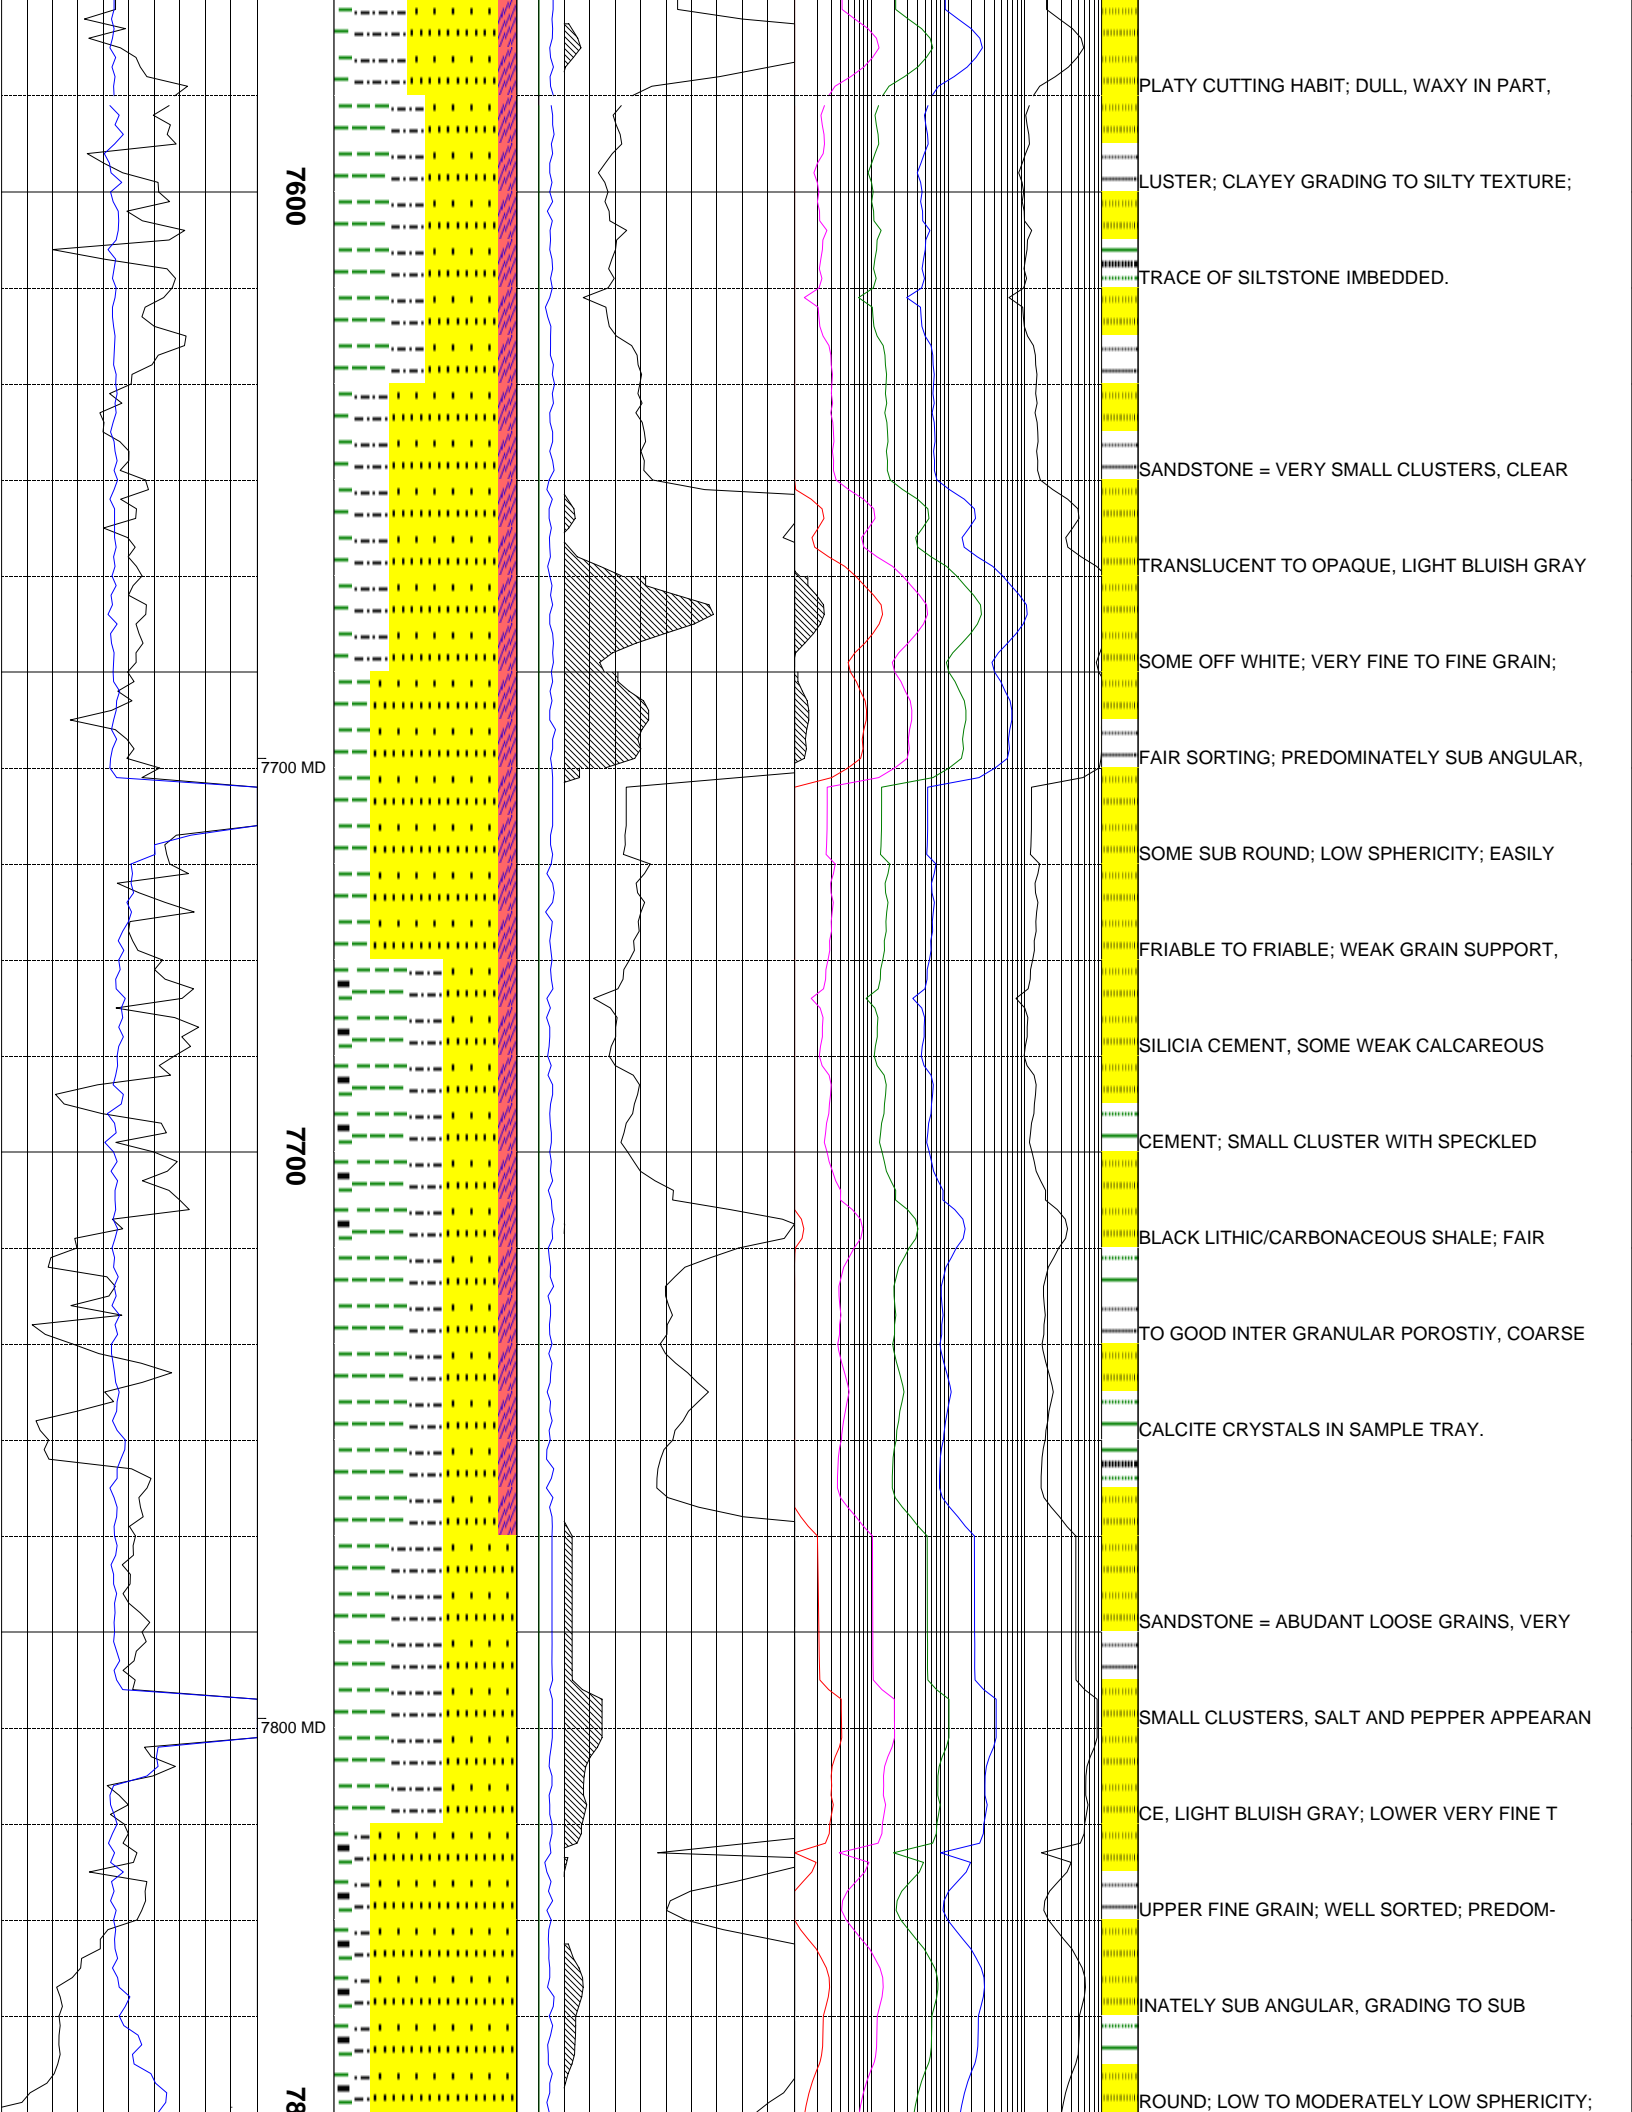 PLATY CUTTING HABIT; DULL, WAXY IN PART,
7600
LUSTER; CLAYEY GRADING TO SILTY TEXTURE;
TRACE OF SILTSTONE IMBEDDED.
SANDSTONE = VERY SMALL CLUSTERS, CLEAR
TRANSLUCENT TO OPAQUE, LIGHT BLUISH GRAY
SOME OFF WHITE; VERY FINE TO FINE GRAIN;
7700 MD
FAIR SORTING; PREDOMINATELY SUB ANGULAR,
SOME SUB ROUND; LOW SPHERICITY; EASILY
FRIABLE TO FRIABLE; WEAK GRAIN SUPPORT,
SILICIA CEMENT, SOME WEAK CALCAREOUS
7700
CEMENT; SMALL CLUSTER WITH SPECKLED
BLACK LITHIC/CARBONACEOUS SHALE; FAIR
TO GOOD INTER GRANULAR POROSTIY, COARSE
CALCITE CRYSTALS IN SAMPLE TRAY.
SANDSTONE = ABUDANT LOOSE GRAINS, VERY
7800 MD
SMALL CLUSTERS, SALT AND PEPPER APPEARAN
CE, LIGHT BLUISH GRAY; LOWER VERY FINE T
UPPER FINE GRAIN; WELL SORTED; PREDOM-
INATELY SUB ANGULAR, GRADING TO SUB
78
ROUND; LOW TO MODERATELY LOW SPHERICITY;